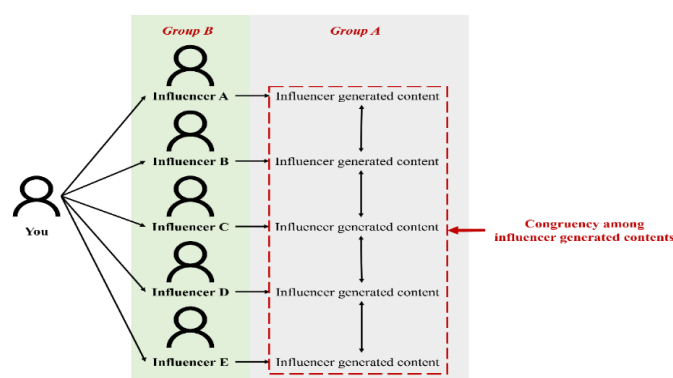 Group B
Group A
Influencer A
Influencer generated content
Influencer B
Influencer generated content
You
Influencer C
Influencer generated content
Congruency among
influencer generated contents
Influencer D
Influencer generated content
Influencer E
Influencer generated content